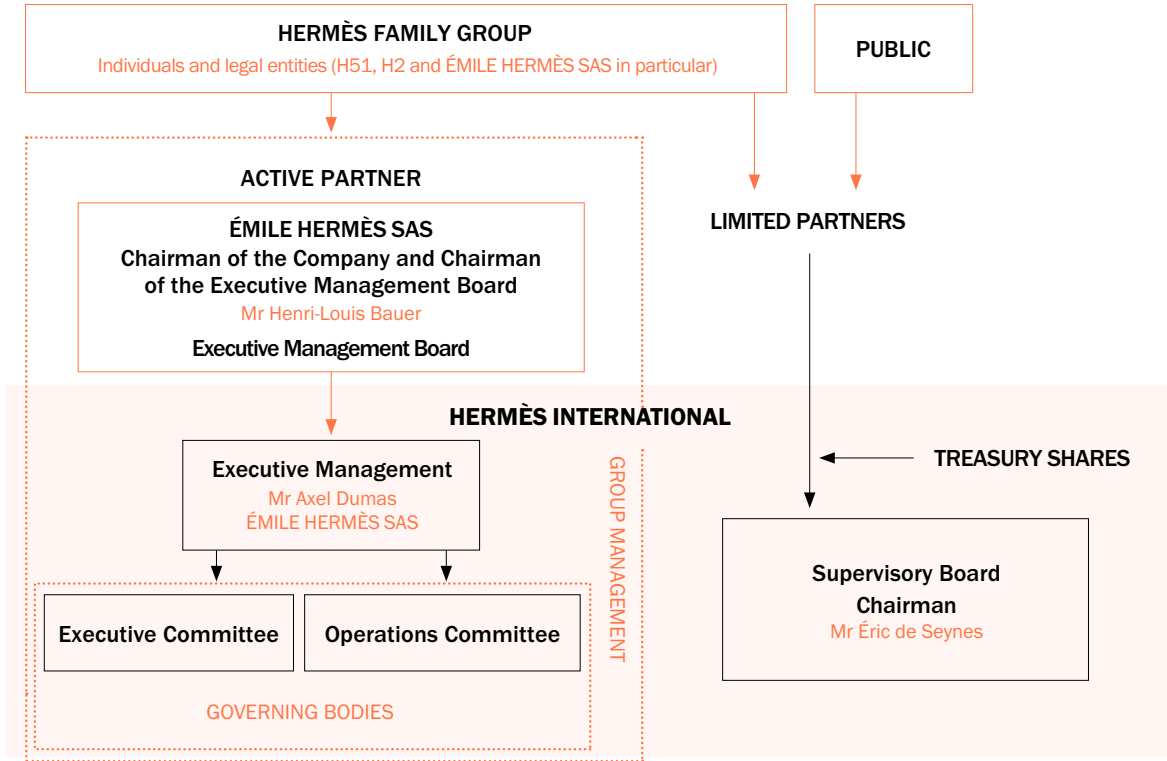 HERMÈS FAMILY GROUP
Individuals and legal entities (H51, H2 and ÉMILE HERMÈS SAS in particular)
PUBLIC
ACTIVE PARTNER
ÉMILE HERMÈS SAS
Chairman of the Company and Chairman
of the Executive Management Board
Mr Henri-Louis Bauer
Executive Management Board
LIMITED PARTNERS
HERMÈS INTERNATIONAL
Executive Management
Mr Axel Dumas
ÉMILE HERMÈS SAS
GROUP MANAGEMENT
TREASURY SHARES
Executive Committee
Operations Committee
GOVERNING BODIES
Supervisory Board
Chairman
Mr Éric de Seynes